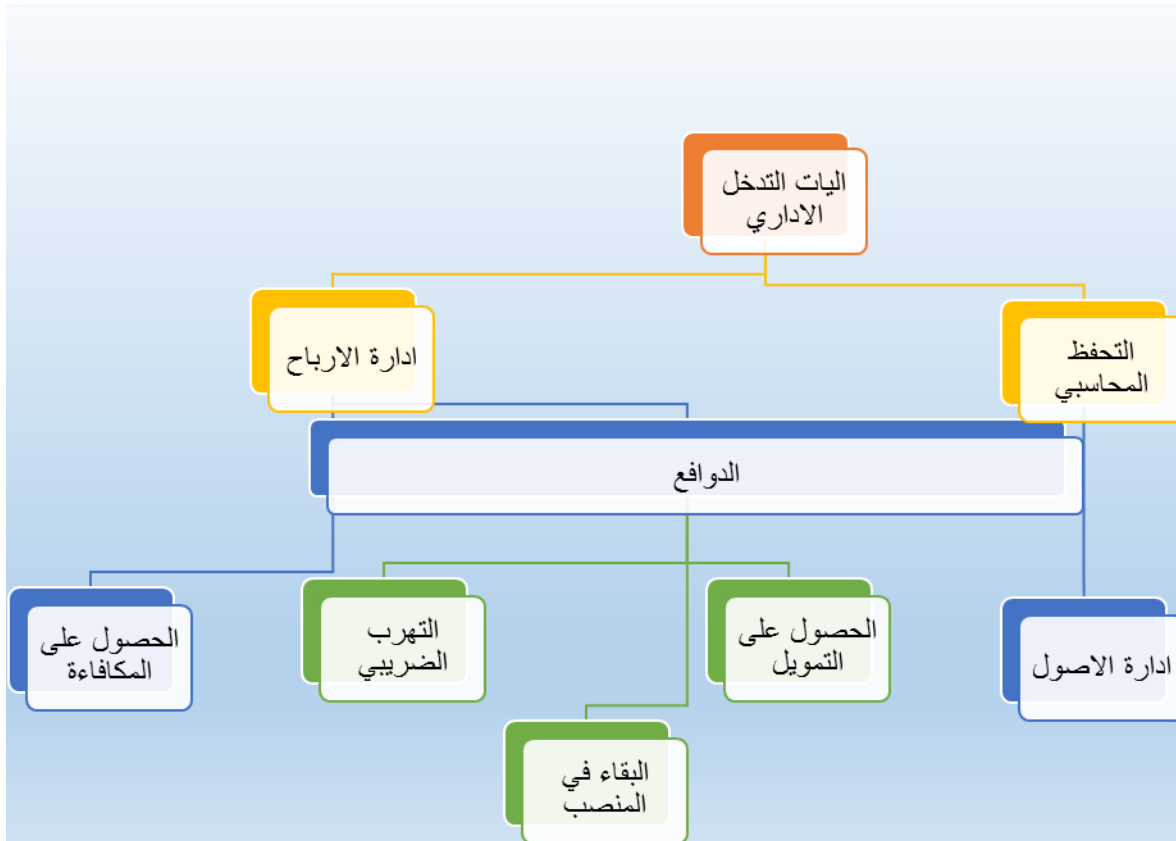 اليات التدخل
الاداري
التحفظ
المحاسبي
ادارة الارباح
الدوافع
ادارة الاصول
الحصول على
التمويل
التهرب
الضريبي
الحصول على
المكافاءة
البقاء في
المنصب